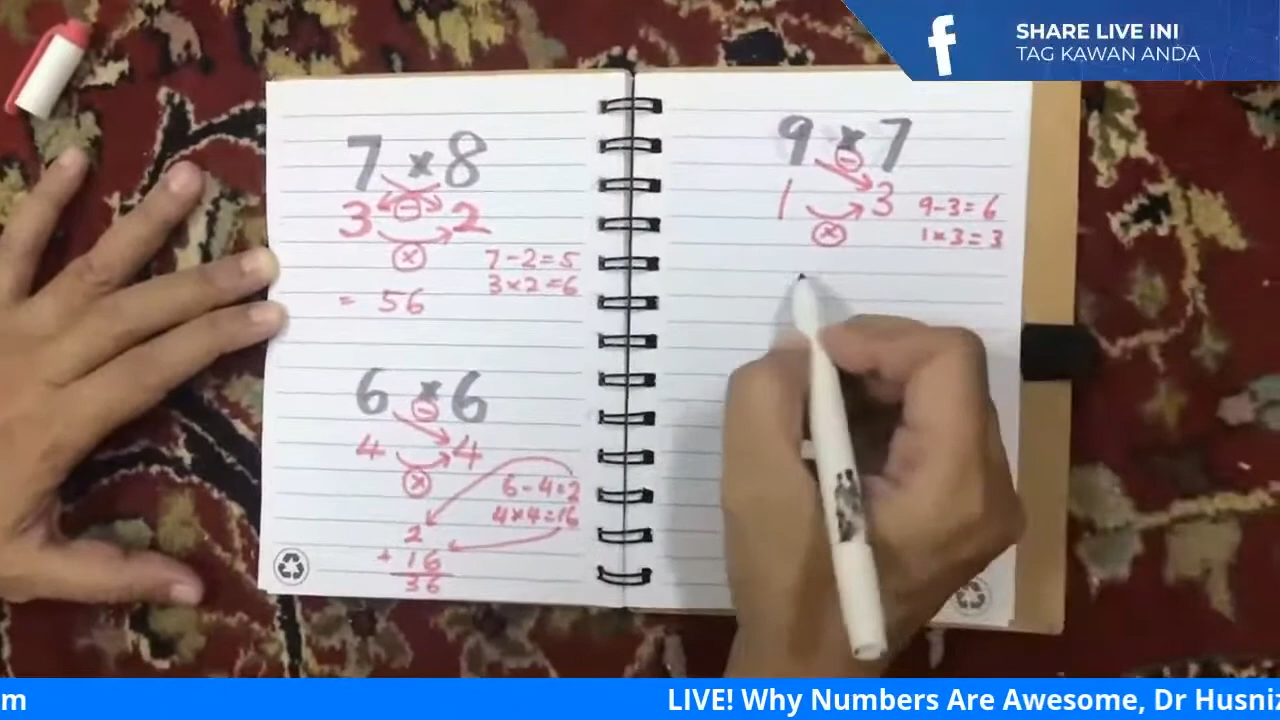 SHARE LIVE INI
TAG KAWAN ANDA
7 × 8
−
3 2
×
7-2=5
3×2=6
= 56
6 × 6
−
4 4
×
6-4=2
4×4=16
2
+ 16
36
9 × 7
−
1 3
×
9-3=6
1×3=3
m
LIVE! Why Numbers Are Awesome, Dr Husniz